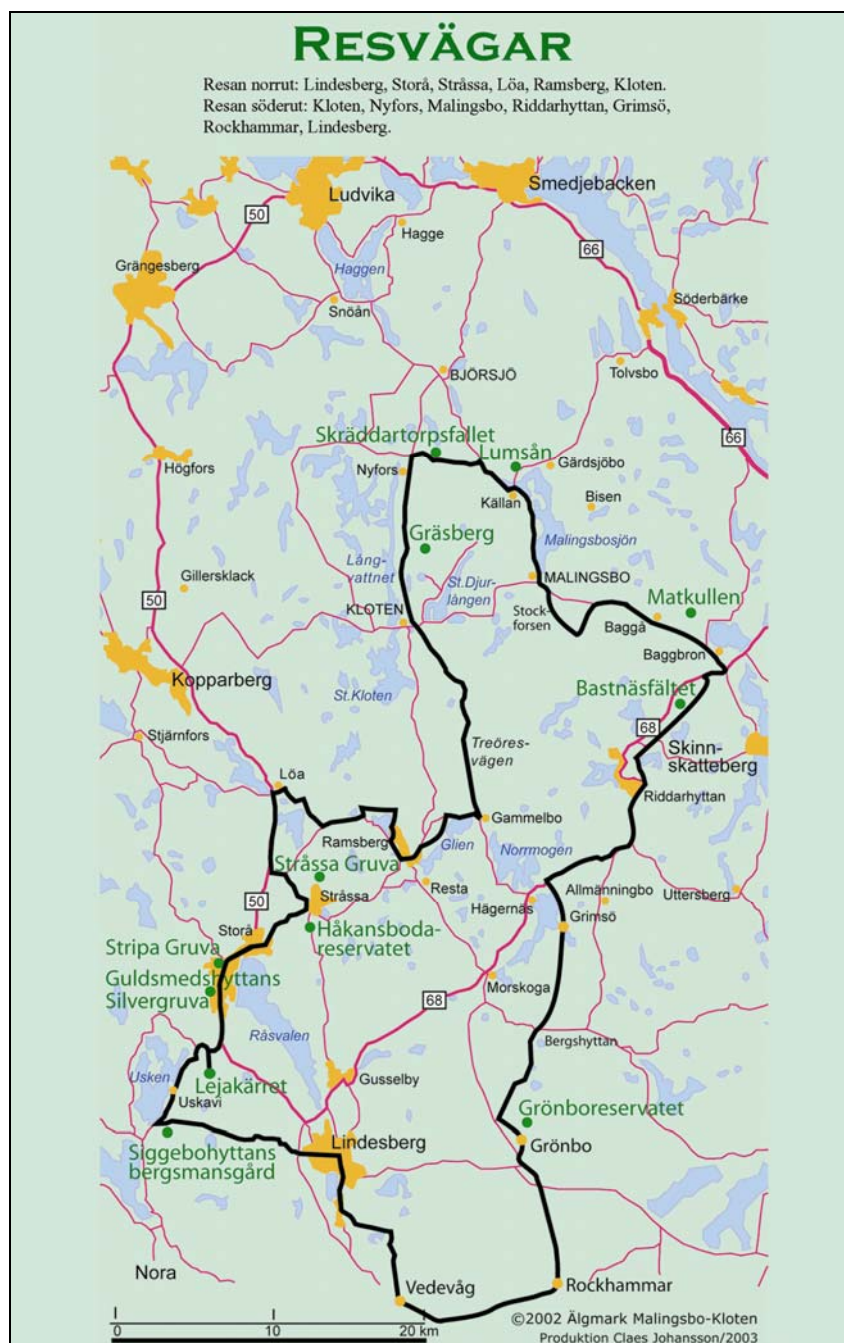 RESVÄGAR
Resan norrut: Lindesberg, Storå, Stråssa, Löa, Ramsberg, Kloten.
Resan söderut: Kloten, Nyfors, Malingsbo, Riddarhyttan, Grimsö,
Rockhammar, Lindesberg.
Smedjebacken
Ludvika
50
Hagge
66
Grängesberg
Haggen
Söderbärke
Snöån
BJÖRSJÖ
Tolvsbo
Skräddartorpsfallet
66
Lumsån
Högfors
Nyfors
Gärdsjöbo
Källan
Bisen
Gräsberg
Malingsbosjön
Lång-
vattnet
Gillersklack
St.Djur-
lången
MALINGSBO
50
KLOTEN
Stock-
forsen
Matkullen
Baggå
Baggbron
Kopparberg
St.Kloten
Bastnäsfältet
68
Stjärnfors
Treöres-
vägen
Skinn-
skatteberg
Löa
Riddarhyttan
Gammelbo
Ramsberg
Glien
Norrmogen
Stråssa Gruva
Resta
Allmänningbo
Uttersberg
Stråssa
50
Hägernäs
Grimsö
Storå
Håkansboda-
reservatet
Stripa Gruva
Guldsmedshyttans
Silvergruva
Morskoga
68
Råsvalen
Bergshyttan
Usken
Lejakärret
Gusselby
Uskavi
Grönboreservatet
Siggebohyttans
bergsmansgård
Lindesberg
Grönbo
Nora
Vedevåg
Rockhammar
0
10
20 km
©2002 Älgmark Malingsbo-Kloten
Produktion Claes Johansson/2003